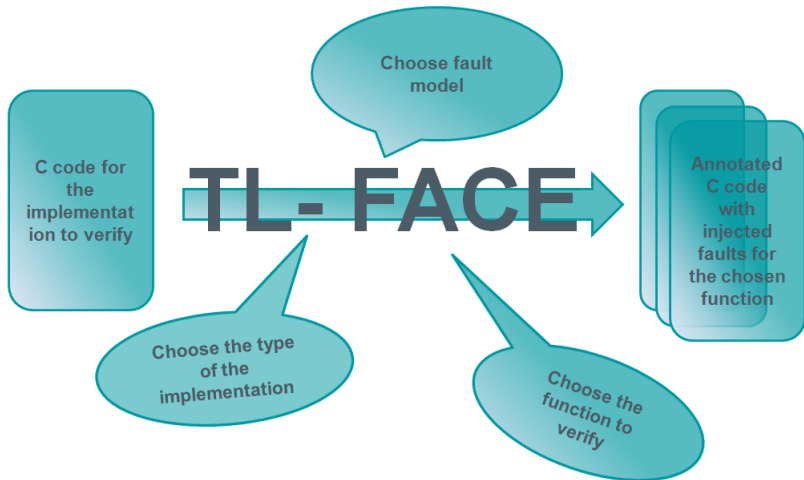 Choose fault
model
C code for
the
implementat
ion to verify
TL- FACE
Annotated
C code
with
injected
faults for
the chosen
function
Choose the type
of the
implementation
Choose the
function to
verify